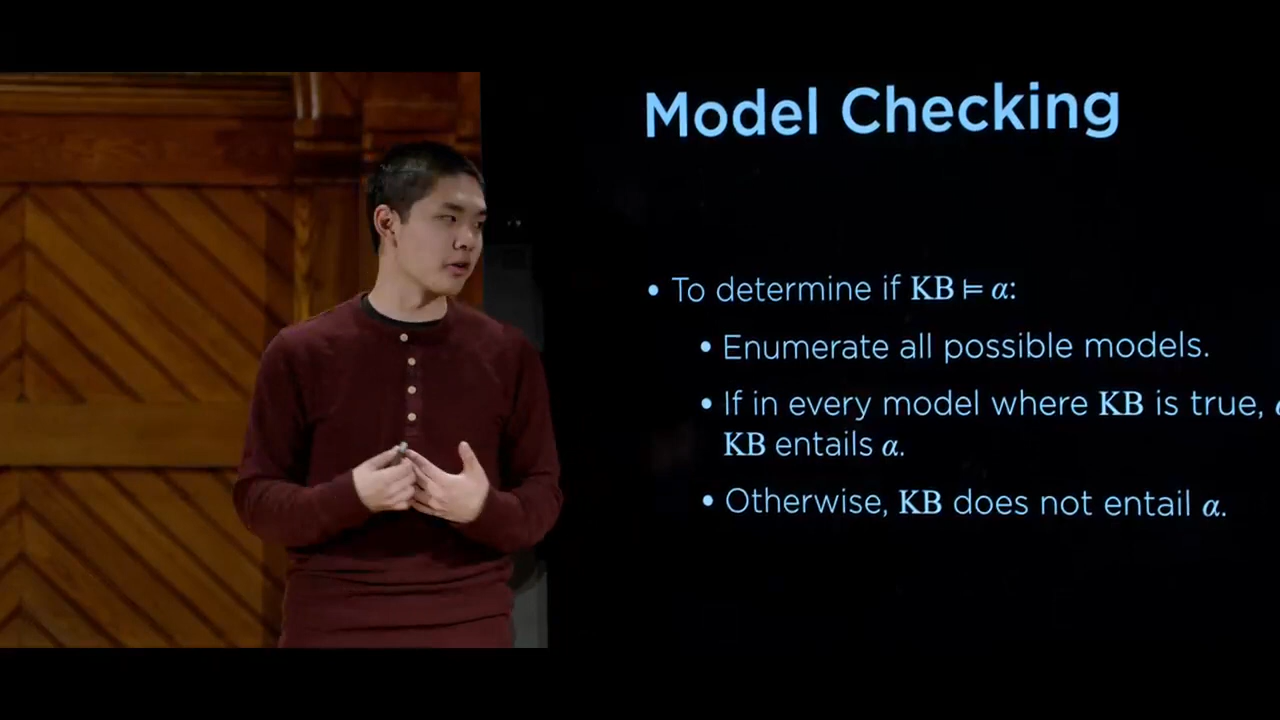 Model Checking
• To determine if KB ⊨ α:
• Enumerate all possible models.
• If in every model where KB is true,
KB entails α.
• Otherwise, KB does not entail α.